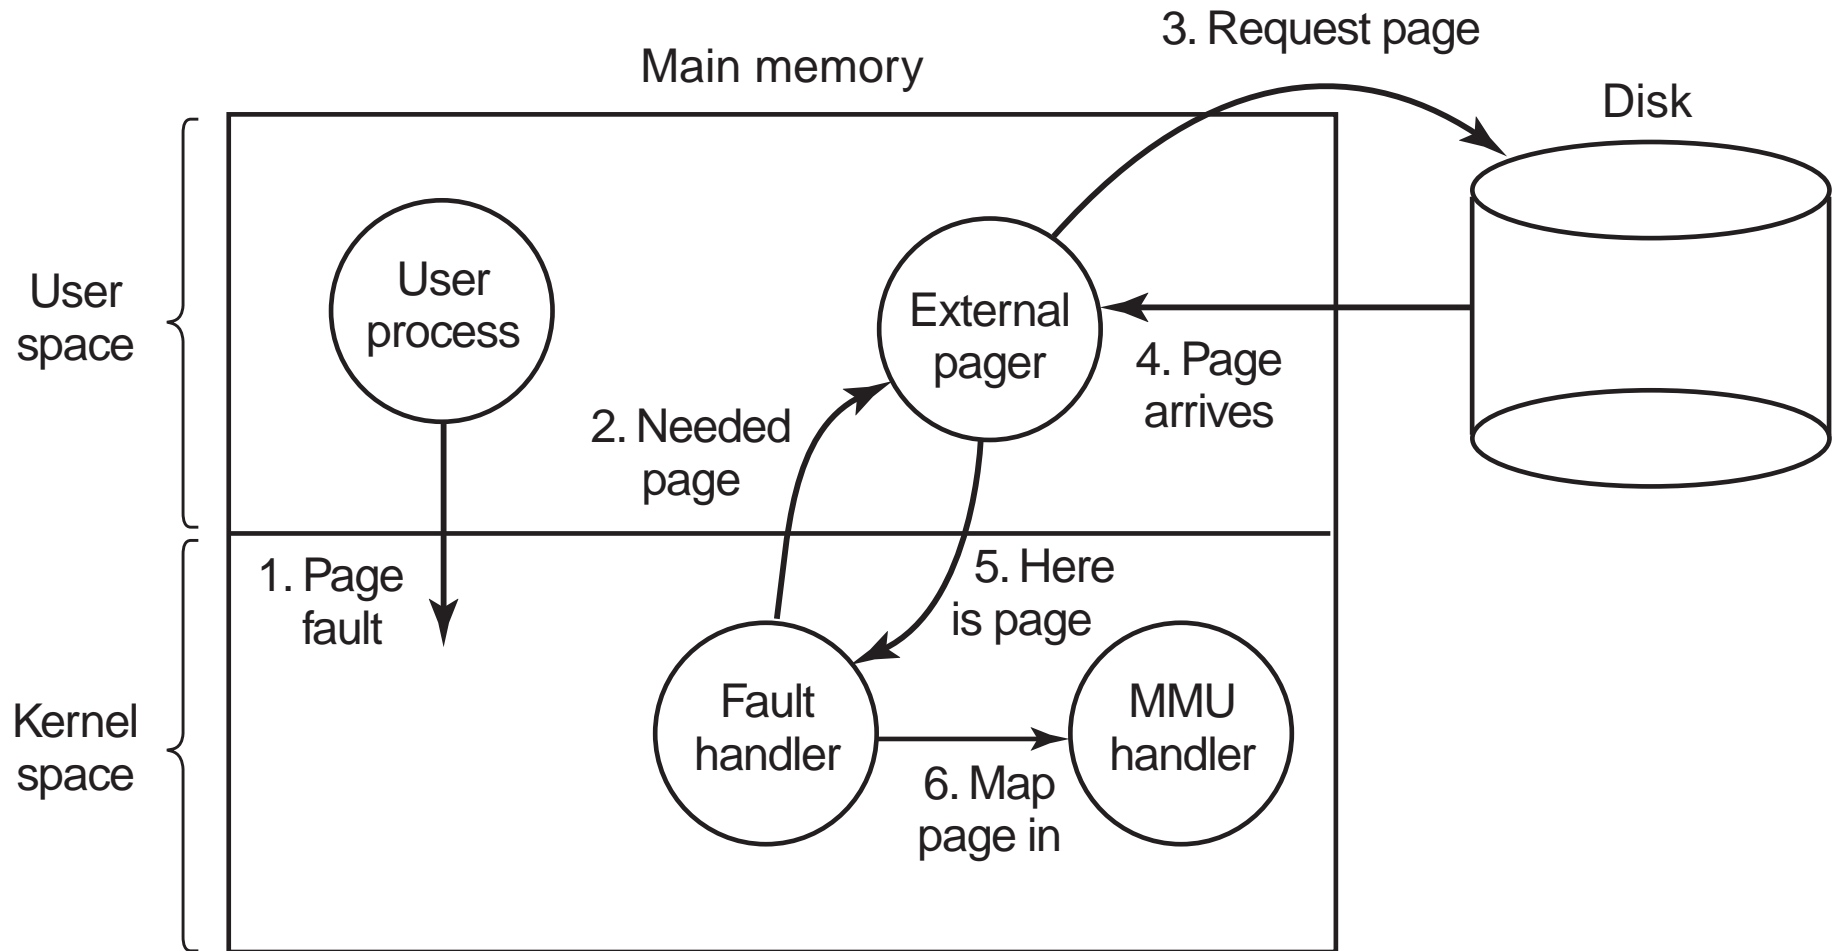 3. Request page
Main memory
Disk
User
space
User
process
External
pager
4. Page
arrives
2. Needed
page
1. Page
fault
5. Here
is page
Kernel
space
Fault
handler
MMU
handler
6. Map
page in